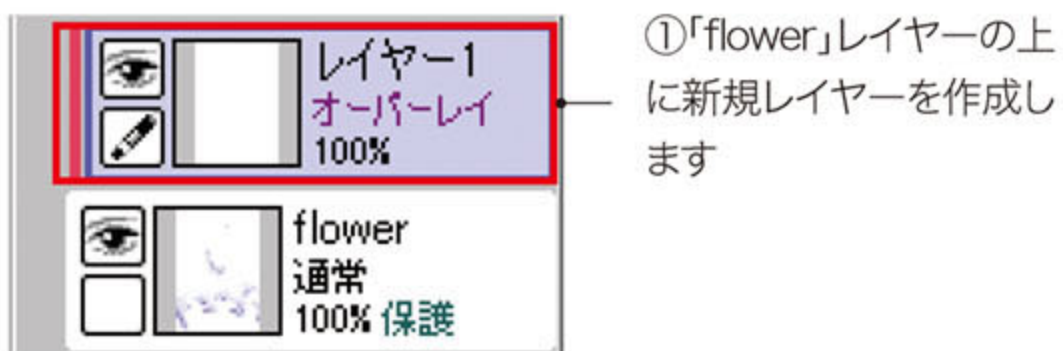 レイヤー1
オーバーレイ
100%
flower
通常
100% 保護
①「flower」レイヤーの上
に新規レイヤーを作成し
ます